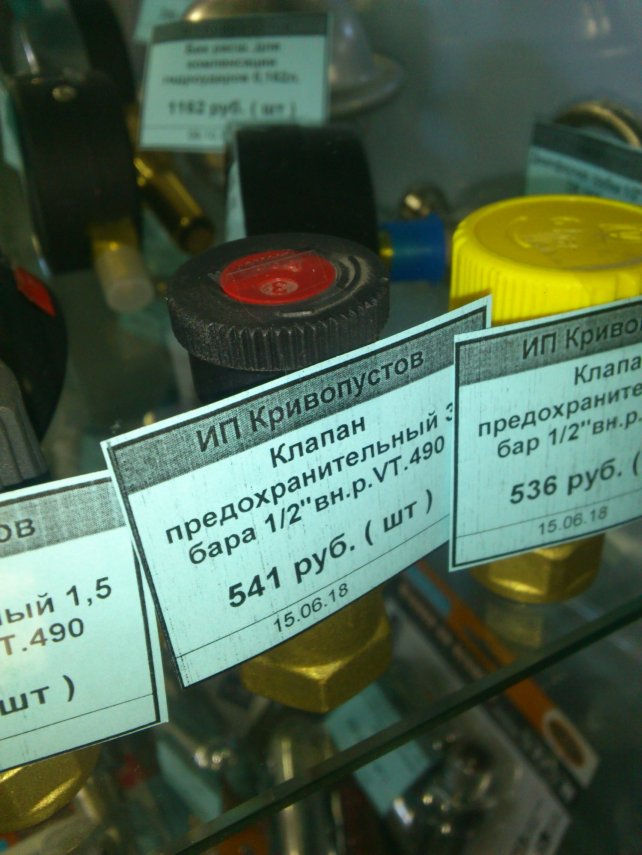 Бак расш. для
компенсации
гидроударов 0,162л.
1162 руб. ( шт )
ИП Кривопустов
Клапан
предохранительный 3
бара 1/2"вн.р.VT.490
541 руб. ( шт )
15.06.18
ИП Криво
Клапа
предохраните
бар 1/2"вн.р.
536 руб. (
15.06.18
ов
ный 1,5
Т.490
шт )